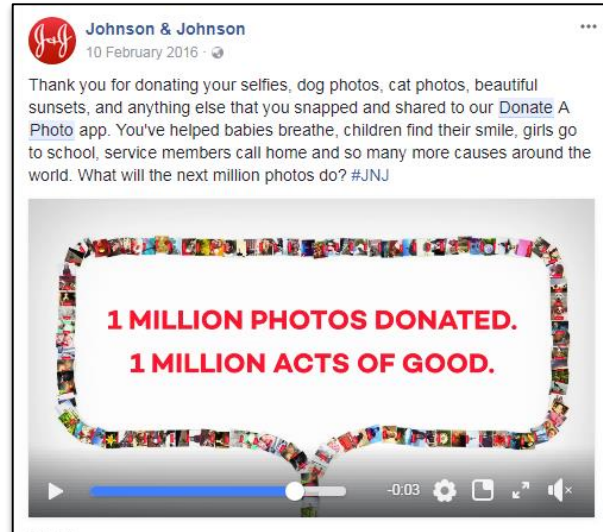 J&J
Johnson & Johnson
10 February 2016 ·
Thank you for donating your selfies, dog photos, cat photos, beautiful
sunsets, and anything else that you snapped and shared to our Donate A
Photo app. You've helped babies breathe, children find their smile, girls go
to school, service members call home and so many more causes around the
world. What will the next million photos do? #JNJ
1 MILLION PHOTOS DONATED.
1 MILLION ACTS OF GOOD.
-0:03